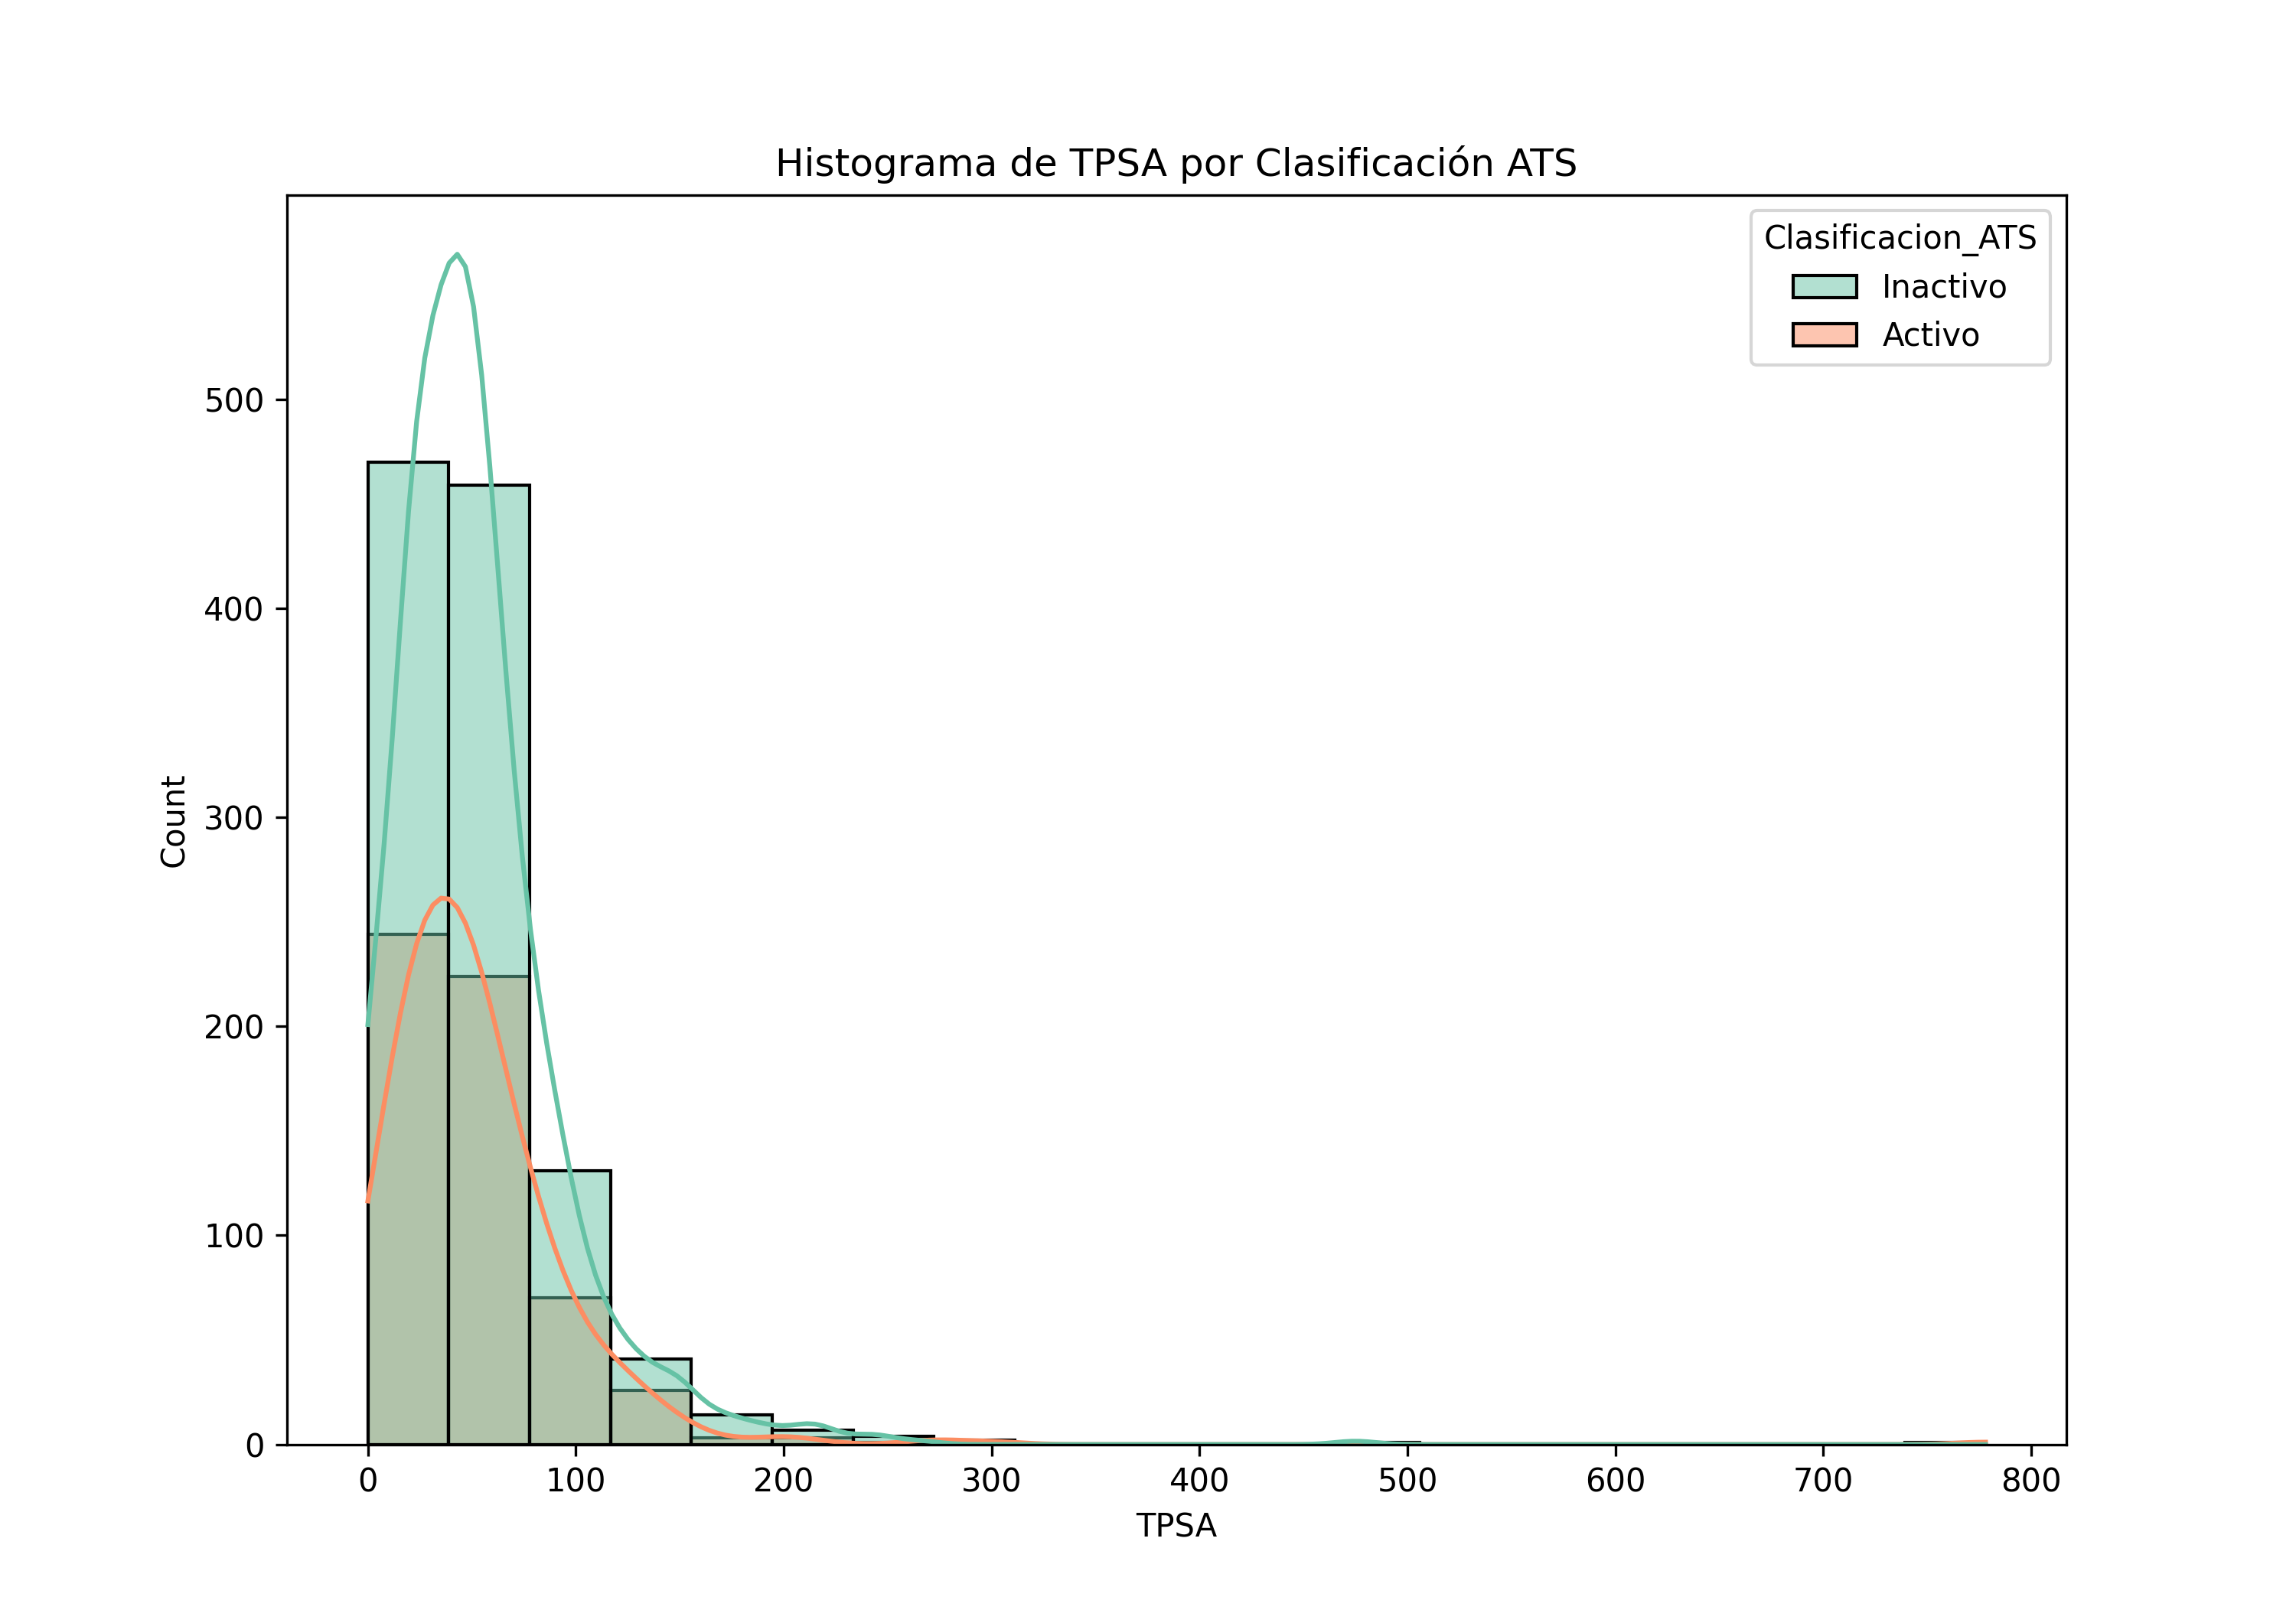 Histograma de TPSA por Clasificación ATS
Clasificacion_ATS
Inactivo
Activo
Count
500
400
300
200
100
0
0 100 200 300 400 500 600 700 800
TPSA